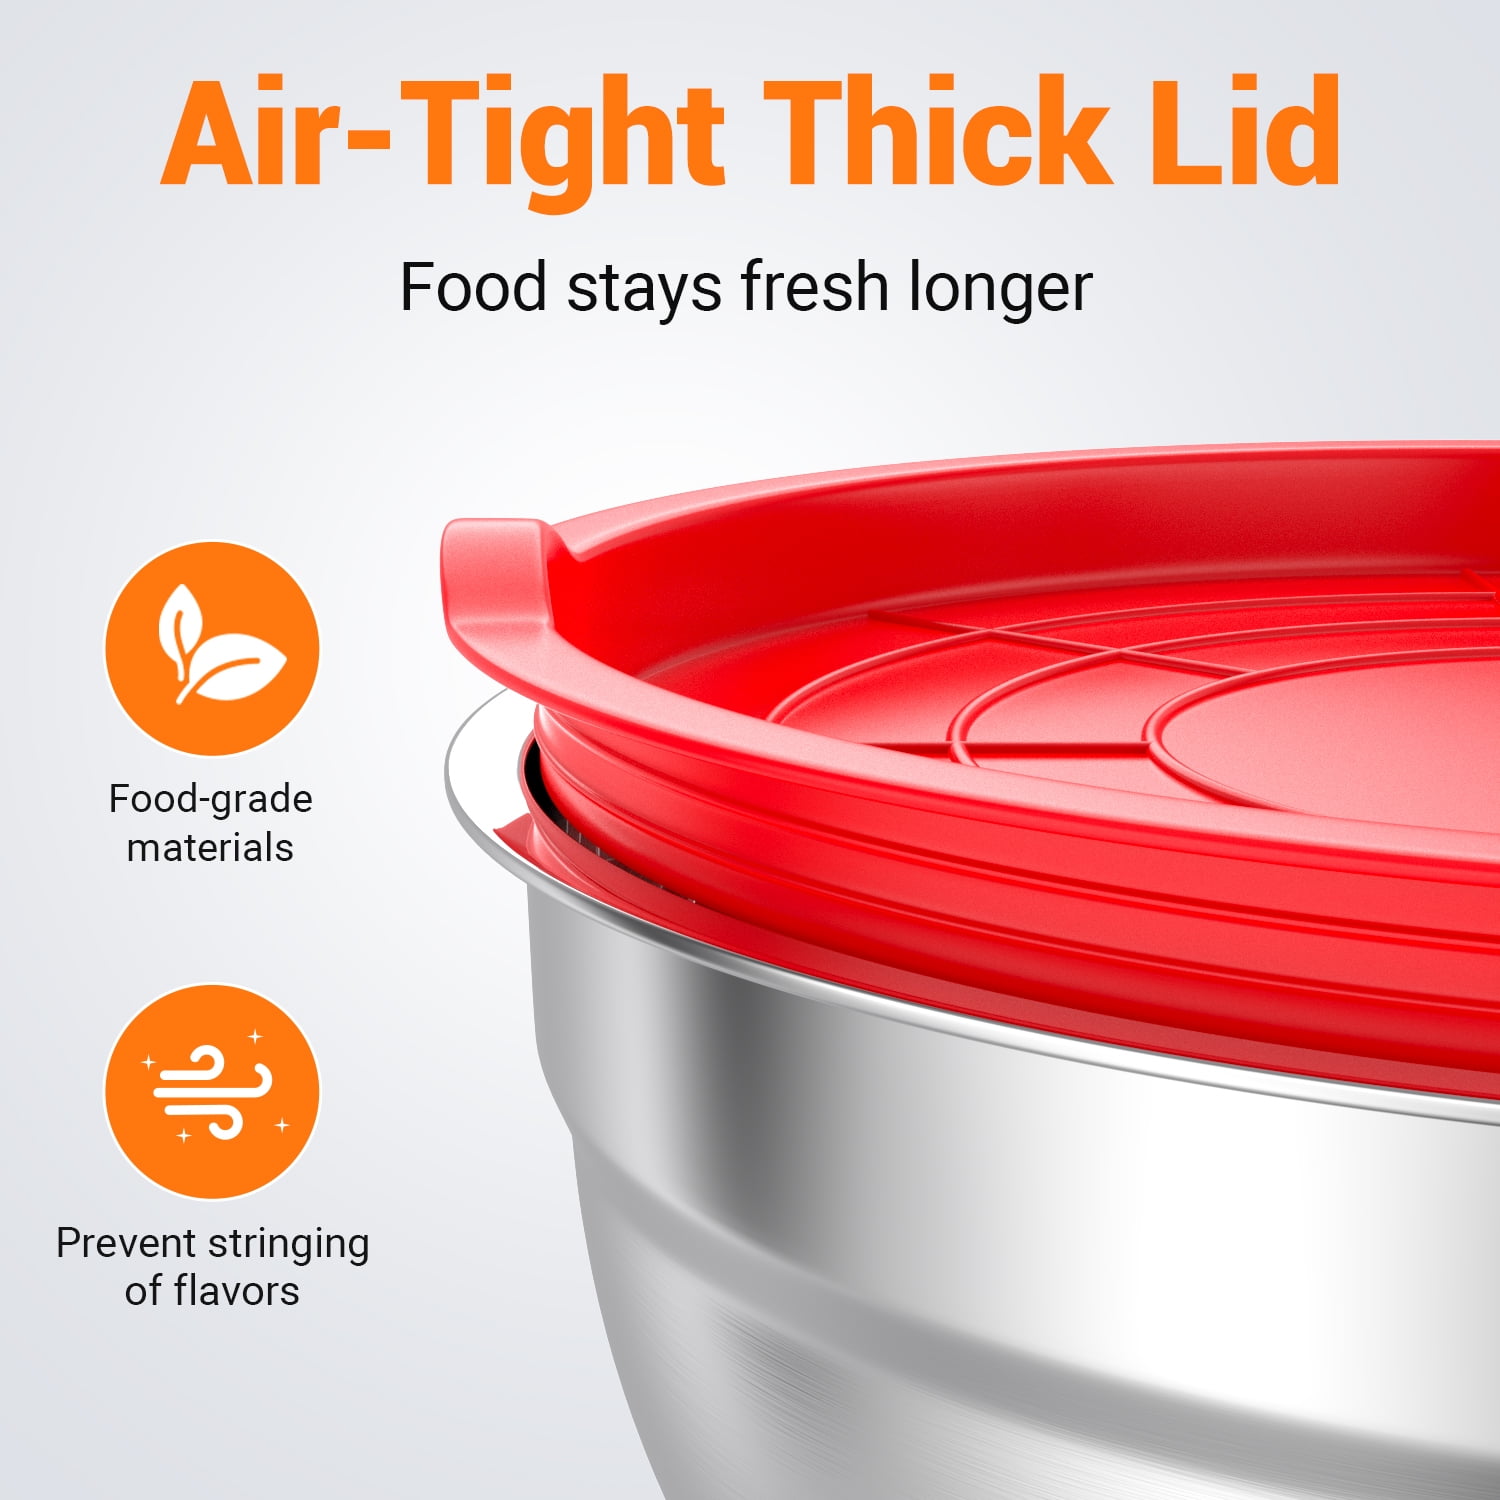 Air-Tight Thick Lid
Food stays fresh longer
Food-grade
materials
Prevent stringing
of flavors